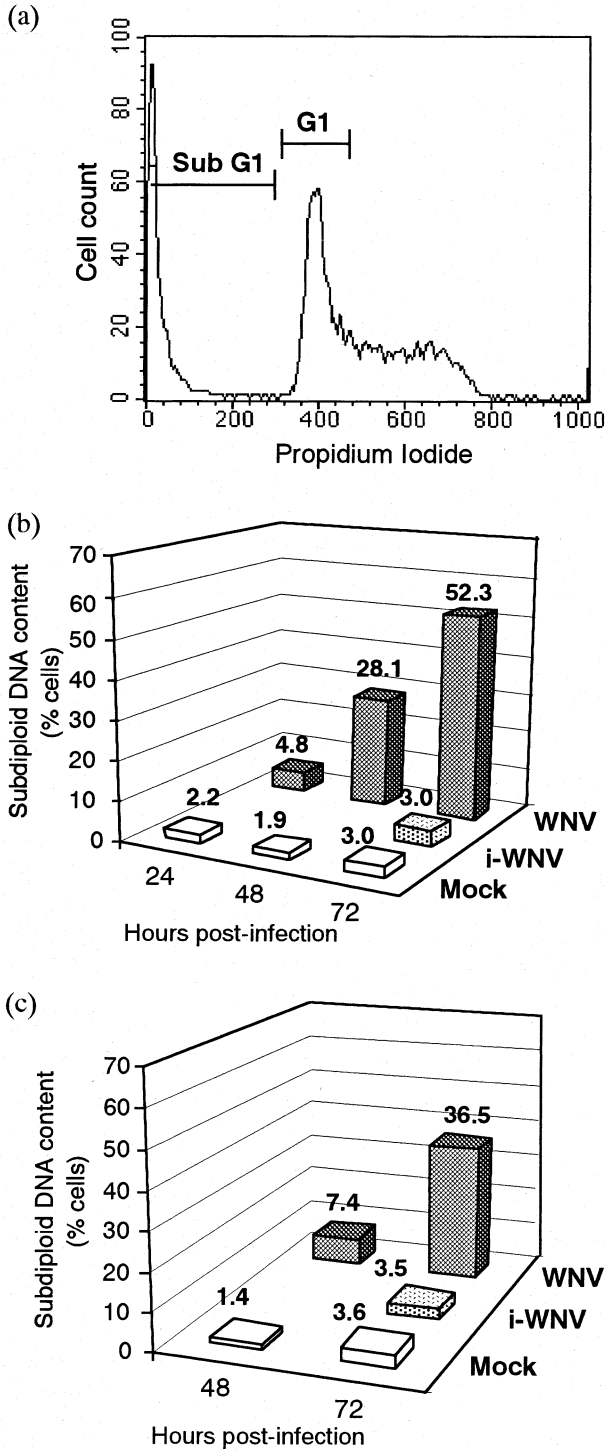 (a)
100
80
60
40
20
0
Cell count
Sub G1
G1
0 200 400 600 800 1000
Propidium Iodide
(b)
70
60
50
40
30
20
10
0
Subdiploid DNA content
(% cells)
52.3
28.1
4.8
3.0
2.2
1.9
3.0
WNV
i-WNV
Mock
24
48
72
Hours post-infection
(c)
70
60
50
40
30
20
10
0
Subdiploid DNA content
(% cells)
36.5
7.4
3.5
1.4
3.6
WNV
i-WNV
Mock
48
72
Hours post-infection